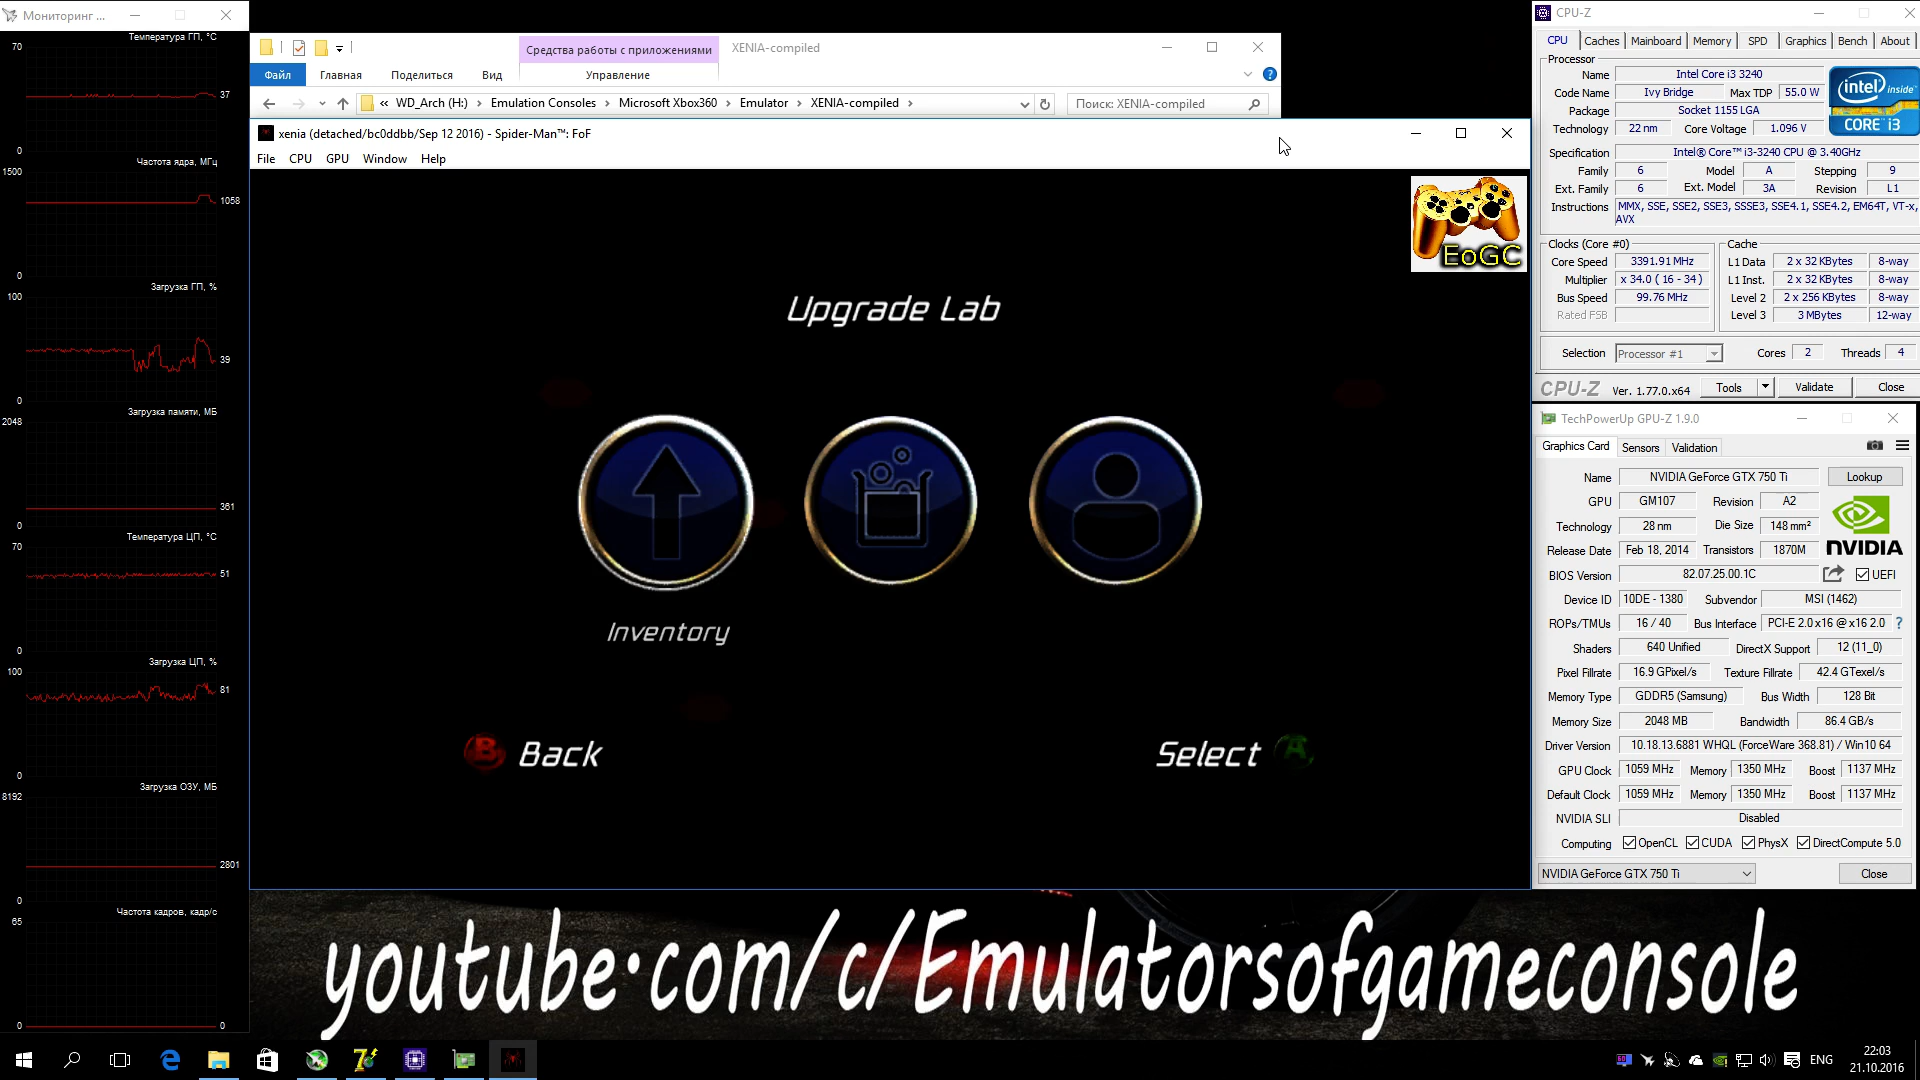 Мониторинг ...
Температура ГП, °C
70
37
0
Частота ядра, МГц
1500
1058
0
Загрузка ГП, %
100
39
0
Загрузка памяти, МБ
2048
361
0
Температура ЦП, °C
70
51
0
Загрузка ЦП, %
100
81
0
Загрузка ОЗУ, МБ
8192
2801
0
Частота кадров, кадр/с
65
0
0
Средства работы с приложениями
XENIA-compiled
Файл
Главная
Поделиться
Вид
Управление
« WD_Arch (H:) › Emulation Consoles › Microsoft Xbox360 › Emulator › XENIA-compiled ›
Поиск: XENIA-compiled
xenia (detached/bc0ddbb/Sep 12 2016) - Spider-Man™: FoF
File CPU GPU Window Help
EoGC
Upgrade Lab
Inventory
B Back
Select A
youtube.com/c/Emulatorsofgameconsole
CPU-Z
CPU Caches Mainboard Memory SPD Graphics Bench About
Processor
Name Intel Core i3 3240
Code Name Ivy Bridge Max TDP 55.0 W
Package Socket 1155 LGA
Technology 22 nm Core Voltage 1.096 V
intel inside™
CORE i3
Specification Intel® Core™ i3-3240 CPU @ 3.40GHz
Family 6 Model A Stepping 9
Ext. Family 6 Ext. Model 3A Revision L1
Instructions MMX, SSE, SSE2, SSE3, SSSE3, SSE4.1, SSE4.2, EM64T, VT-x,
AVX
Clocks (Core #0)
Core Speed 3391.91 MHz
Multiplier x 34.0 ( 16 - 34 )
Bus Speed 99.76 MHz
Rated FSB
Cache
L1 Data 2 x 32 KBytes 8-way
L1 Inst. 2 x 32 KBytes 8-way
Level 2 2 x 256 KBytes 8-way
Level 3 3 MBytes 12-way
Selection Processor #1 Cores 2 Threads 4
CPU-Z Ver. 1.77.0.x64 Tools Validate Close
TechPowerUp GPU-Z 1.9.0
Graphics Card Sensors Validation
Name NVIDIA GeForce GTX 750 Ti Lookup
GPU GM107 Revision A2
Technology 28 nm Die Size 148 mm²
Release Date Feb 18, 2014 Transistors 1870M
NVIDIA
BIOS Version 82.07.25.00.1C UEFI
Device ID 10DE - 1380 Subvendor MSI (1462)
ROPs/TMUs 16 / 40 Bus Interface PCI-E 2.0 x16 @ x16 2.0 ?
Shaders 640 Unified DirectX Support 12 (11_0)
Pixel Fillrate 16.9 GPixel/s Texture Fillrate 42.4 GTexel/s
Memory Type GDDR5 (Samsung) Bus Width 128 Bit
Memory Size 2048 MB Bandwidth 86.4 GB/s
Driver Version 10.18.13.6881 WHQL (ForceWare 368.81) / Win10 64
GPU Clock 1059 MHz Memory 1350 MHz Boost 1137 MHz
Default Clock 1059 MHz Memory 1350 MHz Boost 1137 MHz
NVIDIA SLI Disabled
Computing OpenCL CUDA PhysX DirectCompute 5.0
NVIDIA GeForce GTX 750 Ti Close
ENG
22:03
21.10.2016